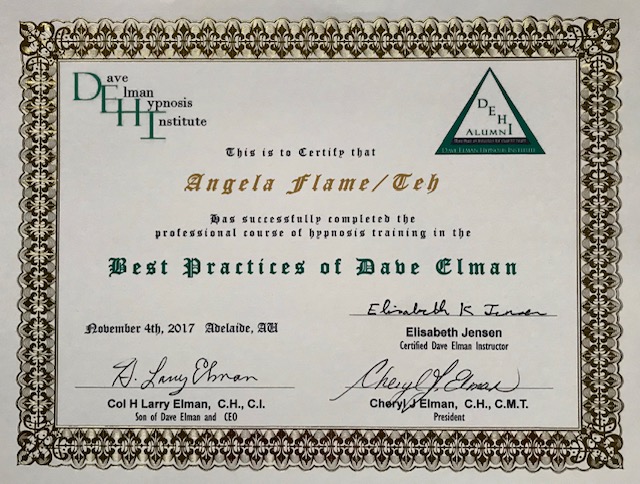 Dave
Elman
Hypnosis
Institute
DEHI
ALUMNI
DAVE ELMAN HYPNOSIS INSTITUTE
This is to Certify that
Angela Flame/Teh
Has successfully completed the
professional course of hypnosis training in the
Best Practices of Dave Elman
Elisabeth K Jensen
November 4th, 2017 Adelaide, AU
Elisabeth Jensen
Certified Dave Elman Instructor
H. Larry Elman
Cheryl J Elman
Col H Larry Elman, C.H., C.I.
Cheryl J Elman, C.H., C.M.T.
Son of Dave Elman and CEO
President